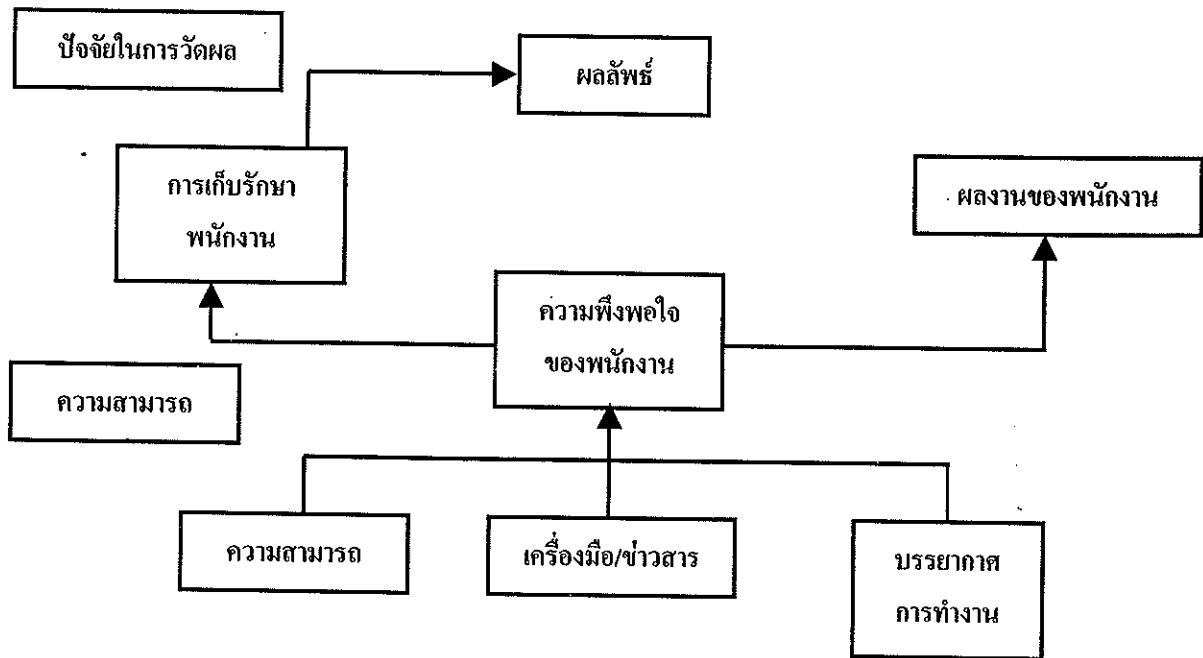 ปัจจัยในการวัดผล
ผลลัพธ์
การเก็บรักษา
พนักงาน
ผลงานของพนักงาน
ความพึงพอใจ
ของพนักงาน
ความสามารถ
ความสามารถ
เครื่องมือ/ข่าวสาร
บรรยากาศ
การทำงาน